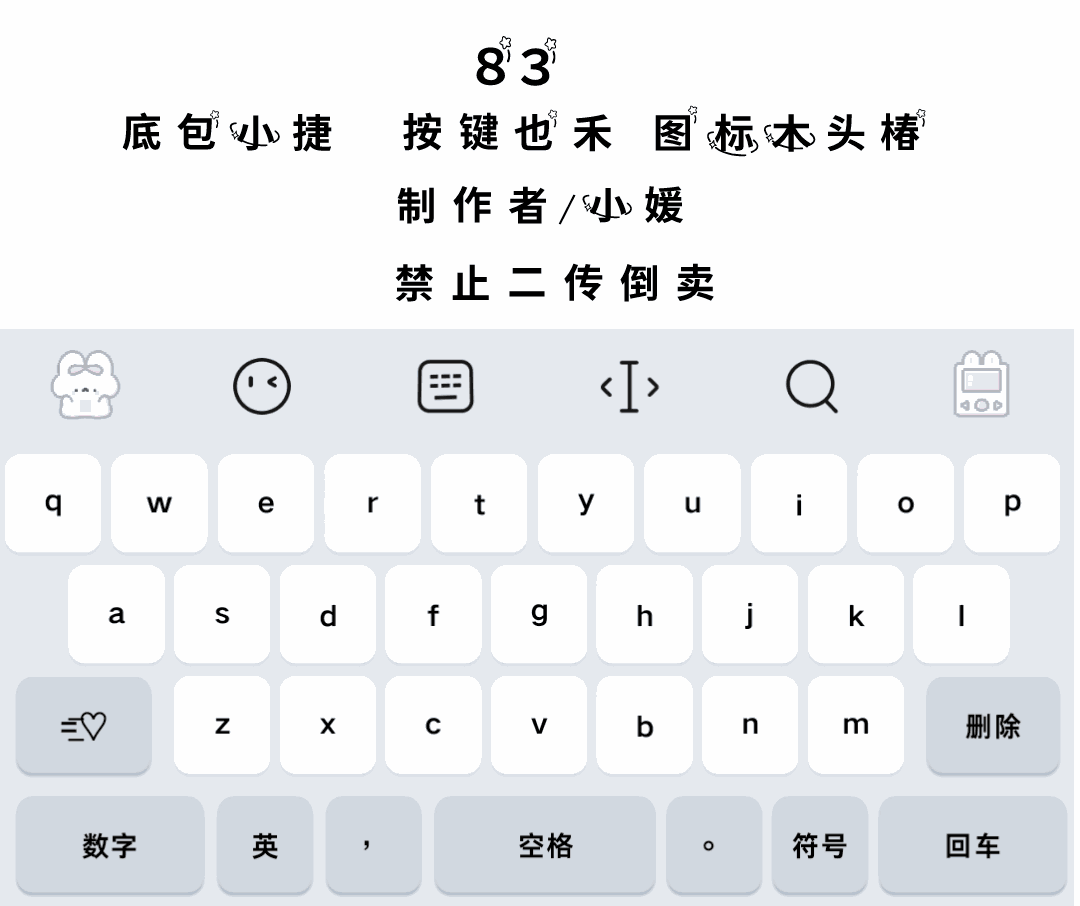 83
底包小捷 按键也禾 图标木头椿
制作者/小媛
禁止二传倒卖
q w e r t y u i o p
a s d f g h j k l
z x c v b n m 删除
数字 英 ， 空格 。 符号 回车